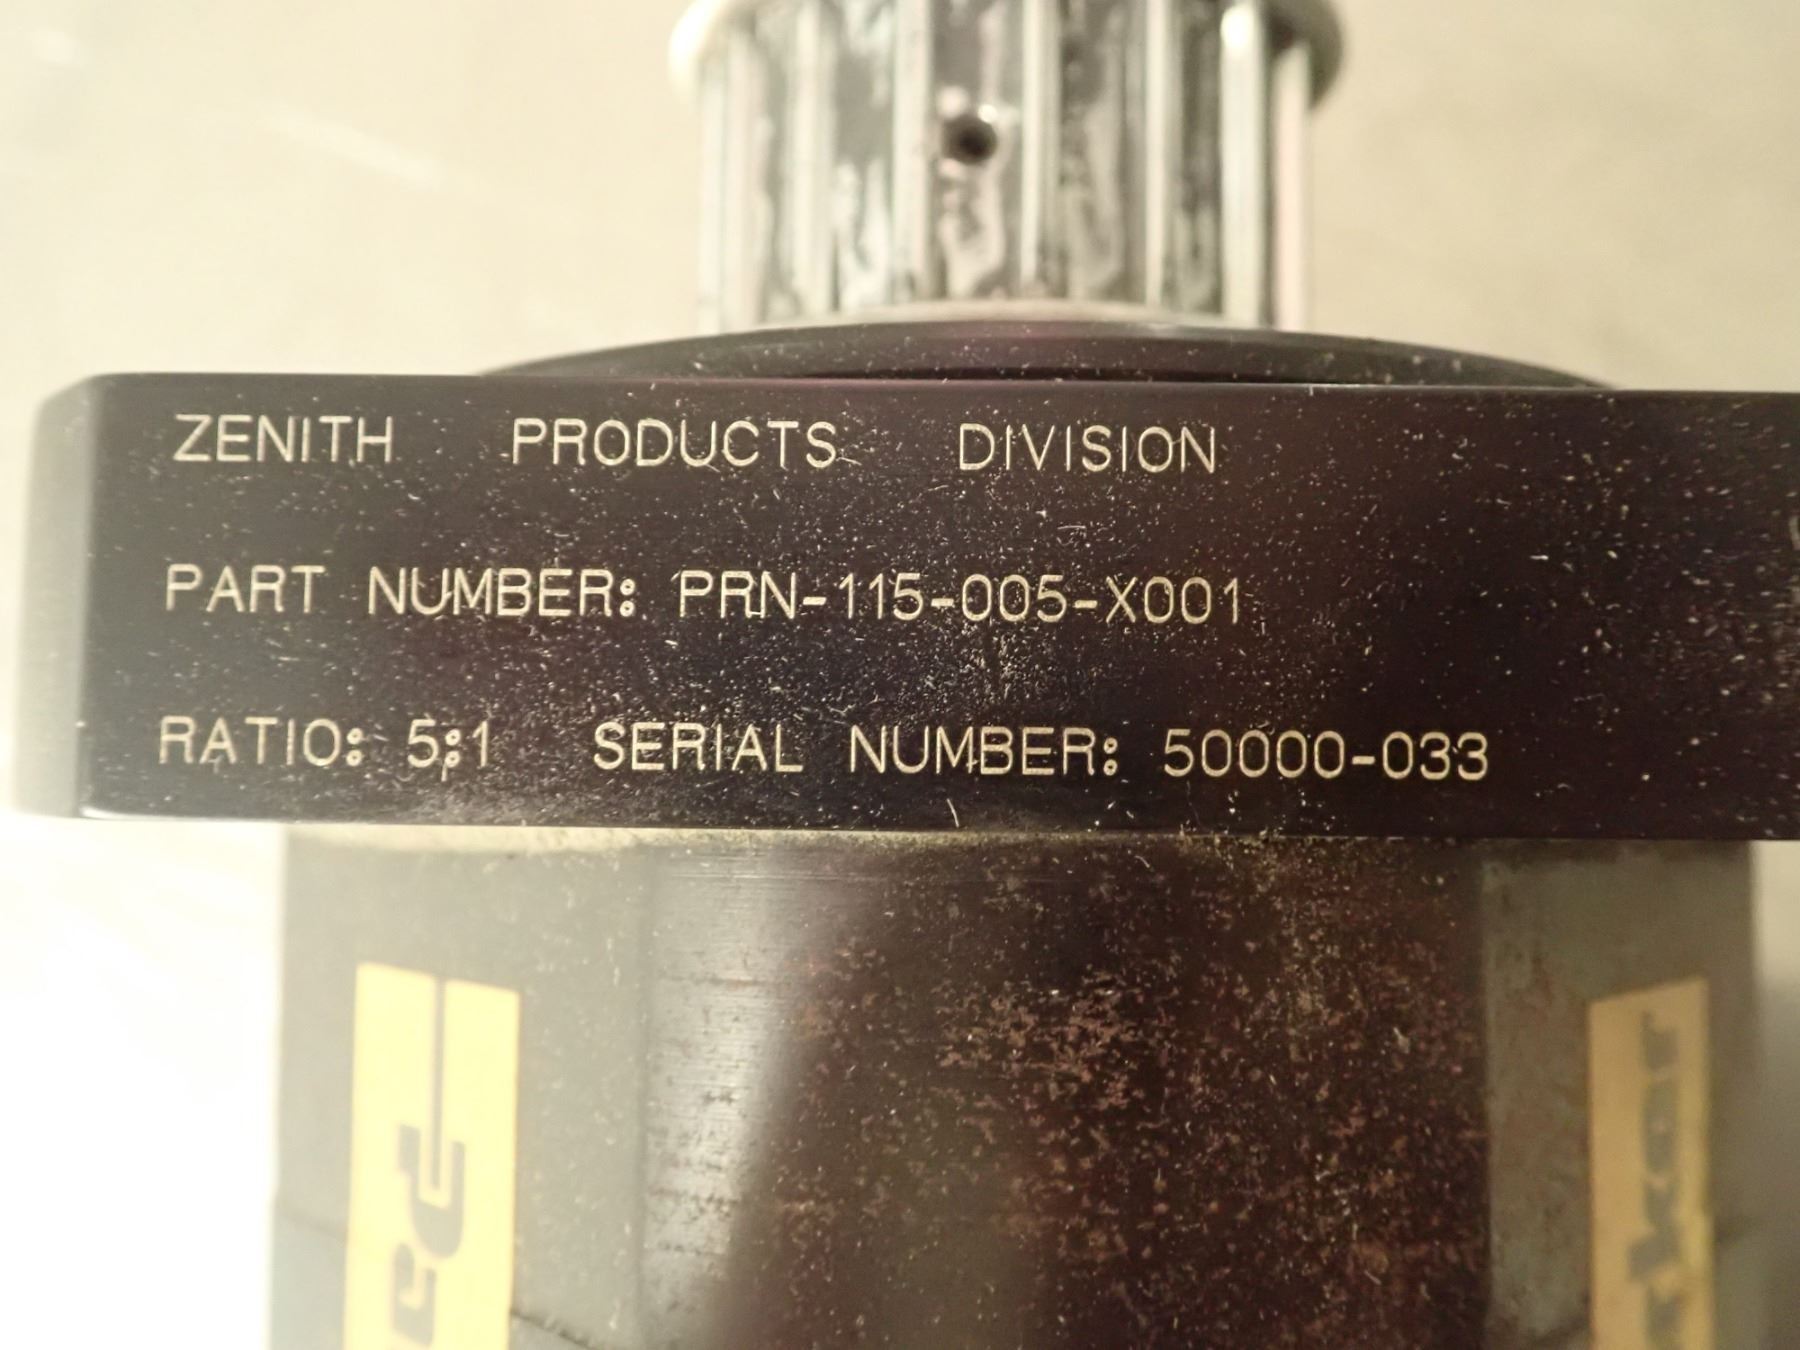 ZENITH PRODUCTS DIVISION
PART NUMBER: PRN-115-005-X001
RATIO: 5:1 SERIAL NUMBER: 50000-033